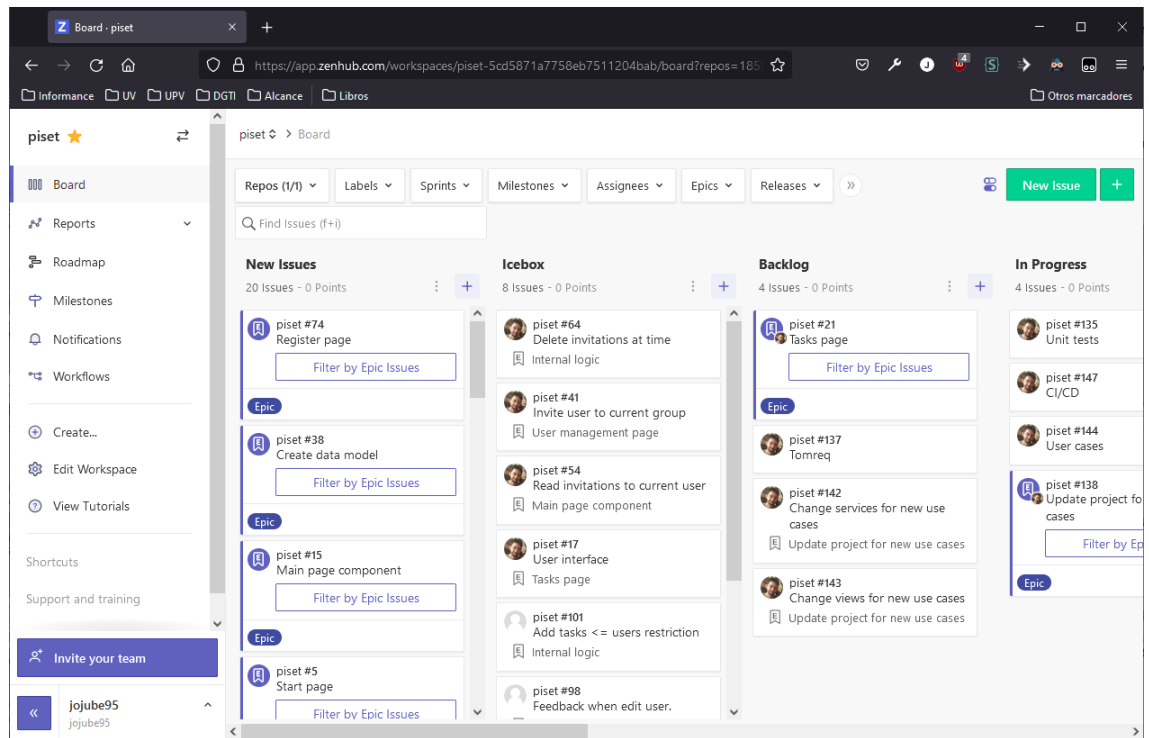 Board · piset
https://app.zenhub.com/workspaces/piset-5cd5871a7758eb7511204bab/board?repos=185
4
Informance UV UPV DGTI Alcance Libros Otros marcadores
piset
Board
Reports
Roadmap
Milestones
Notifications
Workflows
Create...
Edit Workspace
View Tutorials
Shortcuts
Support and training
Invite your team
jojube95
jojube95
piset > Board
Repos (1/1) Labels Sprints Milestones Assignees Epics Releases New Issue +
Find Issues (f+i)
New Issues
20 Issues - 0 Points
piset #74
Register page
Filter by Epic Issues
Epic
piset #38
Create data model
Filter by Epic Issues
Epic
piset #15
Main page component
Filter by Epic Issues
Epic
piset #5
Start page
Filter by Epic Issues
Icebox
8 Issues - 0 Points
piset #64
Delete invitations at time
Internal logic
piset #41
Invite user to current group
User management page
piset #54
Read invitations to current user
Main page component
piset #17
User interface
Tasks page
piset #101
Add tasks <= users restriction
Internal logic
piset #98
Feedback when edit user.
Backlog
4 Issues - 0 Points
piset #21
Tasks page
Filter by Epic Issues
Epic
piset #137
Tomreq
piset #142
Change services for new use
cases
Update project for new use cases
piset #143
Change views for new use cases
Update project for new use cases
In Progress
4 Issues - 0 Points
piset #135
Unit tests
piset #147
CI/CD
piset #144
User cases
piset #138
Update project fo
cases
Filter by Ep
Epic